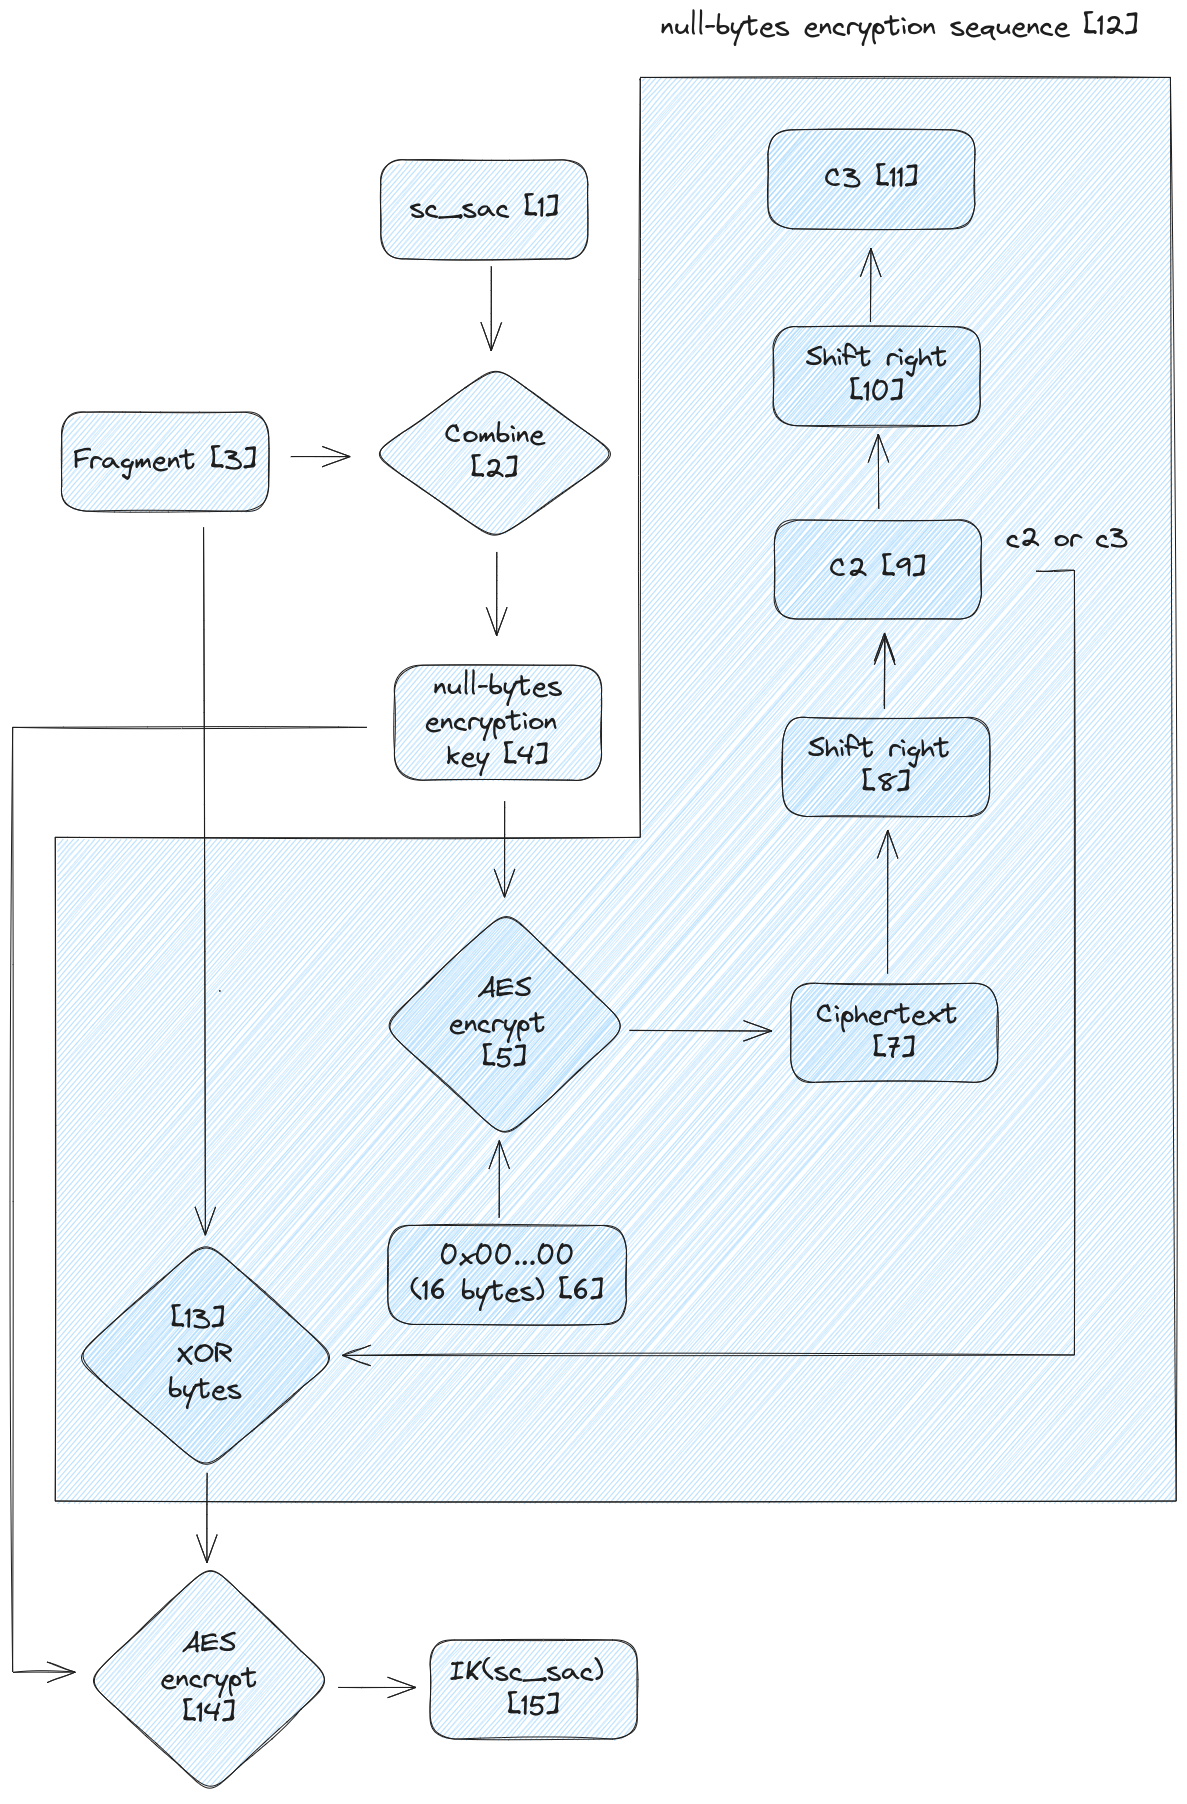 null-bytes encryption sequence [12]
c3 [11]
sc_sac [1]
Shift right
[10]
Combine
[2]
Fragment [3]
c2 or c3
c2 [9]
null-bytes
encryption
key [4]
Shift right
[8]
AES
encrypt
[5]
Ciphertext
[7]
0x00...00
(16 bytes) [6]
[13]
XOR
bytes
AES
encrypt
[14]
IK(sc_sac)
[15]